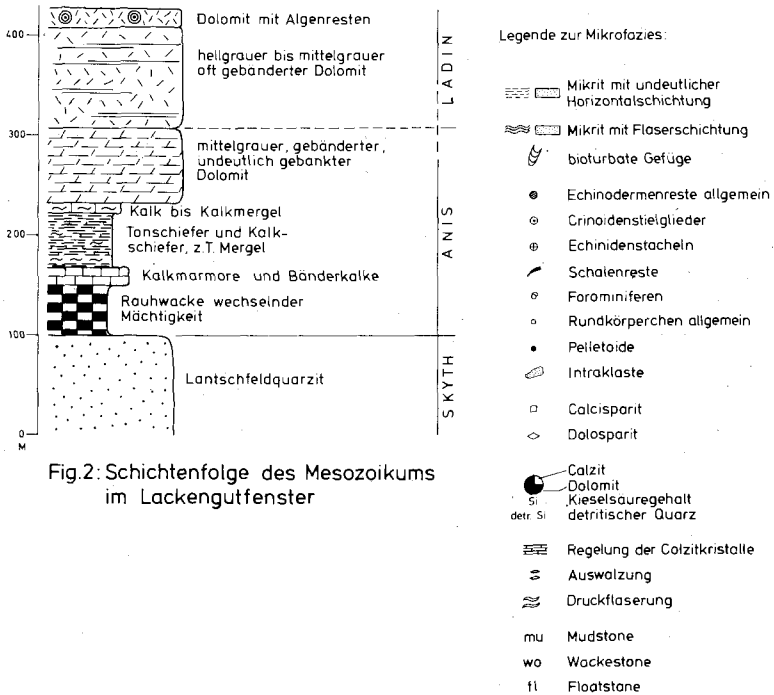 400
Dolomit mit Algenresten
hellgrauer bis mittelgrauer
oft gebänderter Dolomit
LADIN
300
mittelgrauer, gebänderter,
undeutlich gebankter
Dolomit
Kalk bis Kalkmergel
200
Tonschiefer und Kalk-
schiefer, z.T. Mergel
ANIS
Kalkmarmore und Bänderkalke
Rauhwacke wechselnder
Mächtigkeit
100
Lantschfeldquarzit
SKYTH
0
M
Fig.2: Schichtenfolge des Mesozoikums
im Lackengutfenster
Legende zur Mikrofazies:
Mikrit mit undeutlicher
Horizontalschichtung
Mikrit mit Flaserschichtung
bioturbate Gefüge
Echinodermenreste allgemein
Crinoidenstielglieder
Echinidenstacheln
Schalenreste
Foraminiferen
Rundkörperchen allgemein
Pelletoide
Intraklaste
Calcisparit
Dolosparit
Calzit
Dolomit
Si Kieselsäuregehalt
detr. Si detritischer Quarz
Regelung der Calzitkristalle
Auswalzung
Druckflaserung
mu Mudstone
wa Wackestone
fl Floatstone